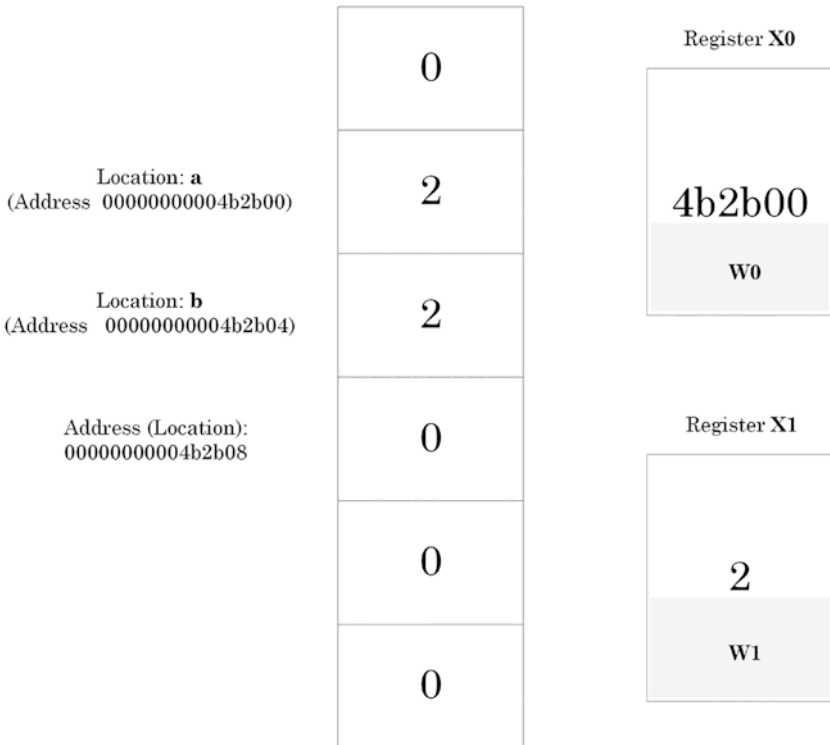 0
Register X0
Location: a
(Address 00000000004b2b00)
2
4b2b00
W0
Location: b
(Address 00000000004b2b04)
2
Address (Location):
00000000004b2b08
0
Register X1
0
2
W1
0